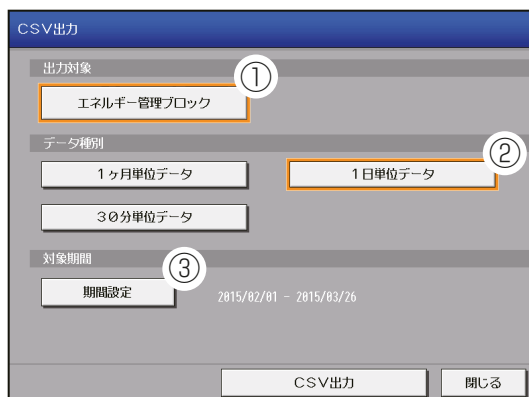 CSV出力
出力対象
①
エネルギー管理ブロック
データ種別
②
1ヶ月単位データ
1日単位データ
30分単位データ
対象期間
③
期間設定
2015/02/01 - 2015/03/26
CSV出力
閉じる